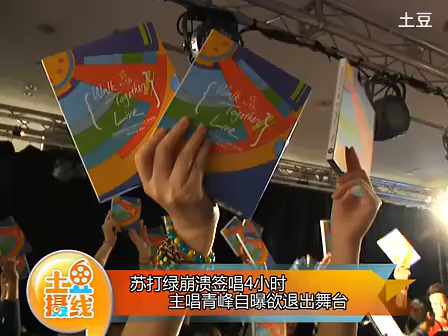 土豆
Walk
Together
Live
Walk
Together
Live
土6
摄线
苏打绿崩溃签唱4小时
主唱青峰自曝欲退出舞台